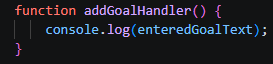 function addGoalHandler() {
    console.log(enteredGoalText);
}